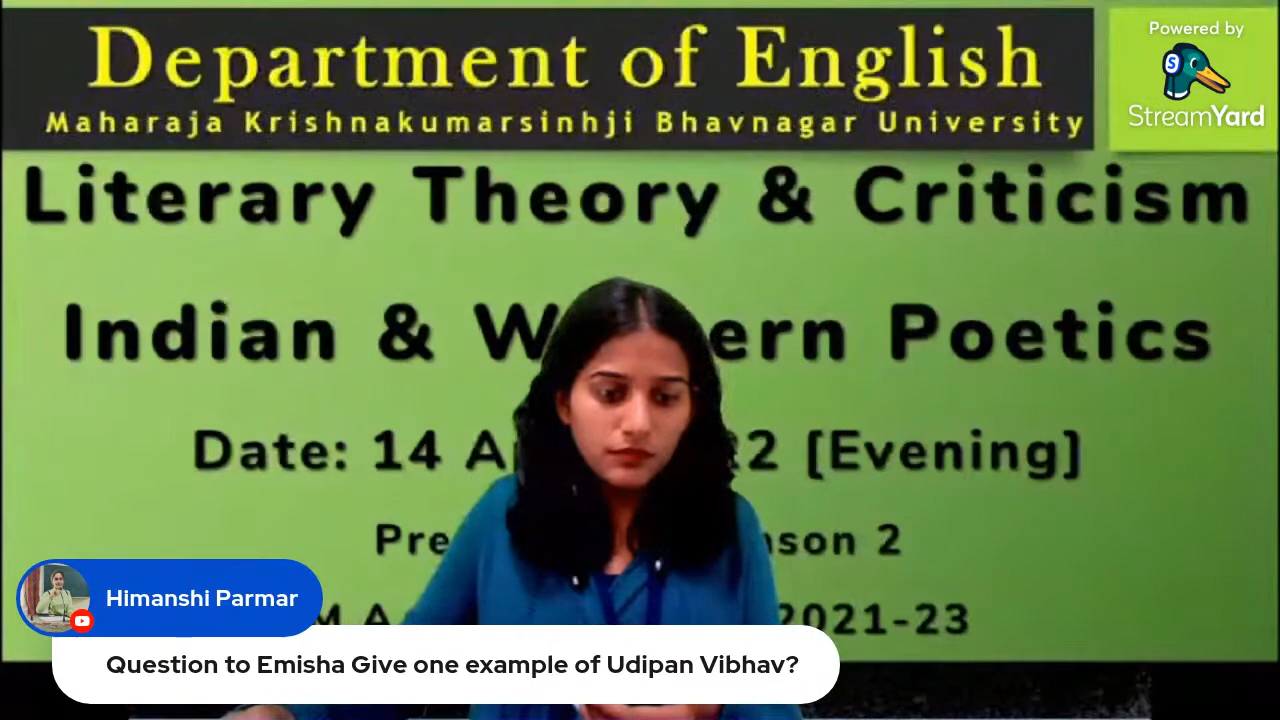 Department of English
Maharaja Krishnakumarsinhji Bhavnagar University
Powered by
StreamYard
Literary Theory & Criticism
Indian & W ern Poetics
Date: 14 A 22 [Evening]
Pre son 2
M.A. 2021-23
Himanshi Parmar
Question to Emisha Give one example of Udipan Vibhav?